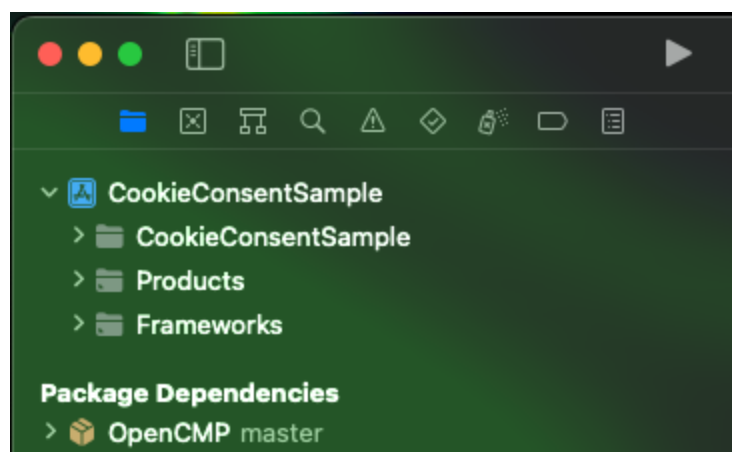 CookieConsentSample
CookieConsentSample
Products
Frameworks
Package Dependencies
OpenCMP master